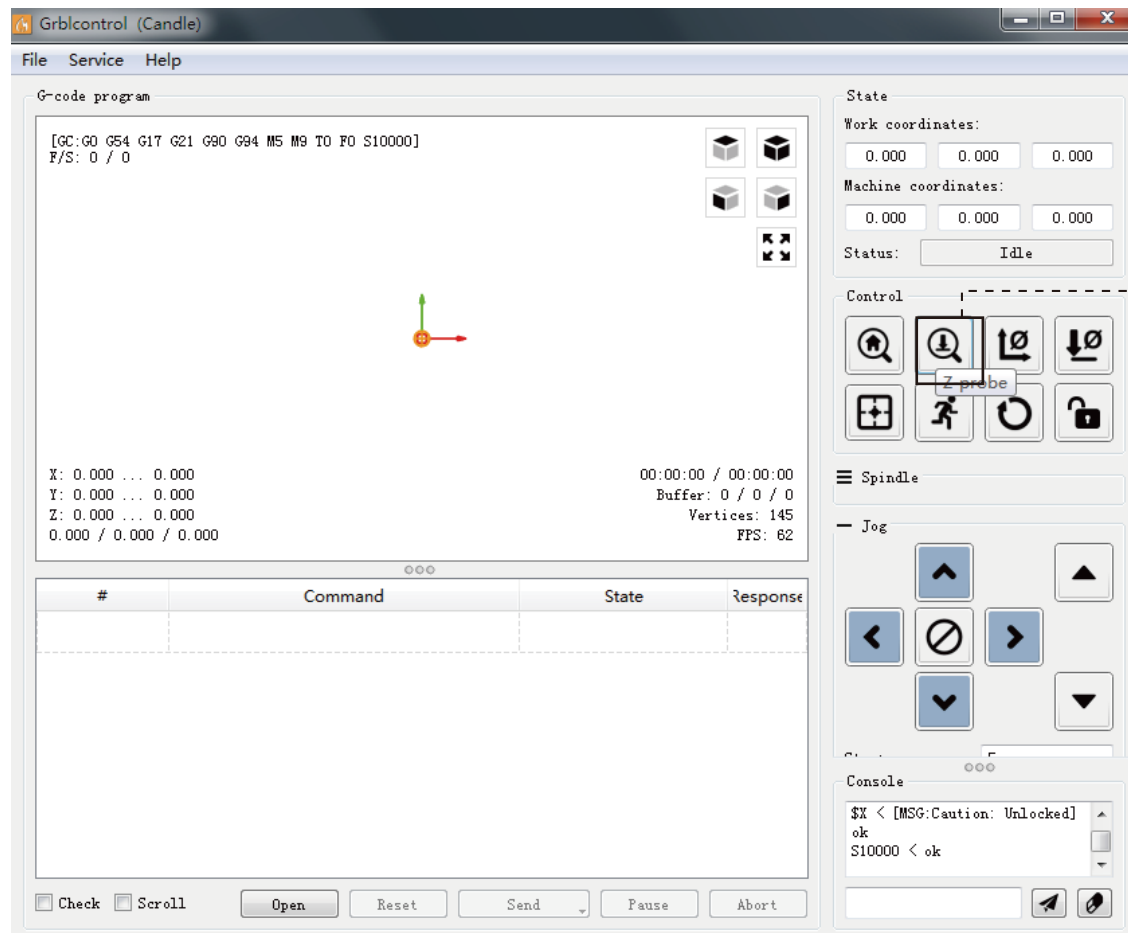 Grblcontrol (Candle)
File Service Help
G-code program
[GC:G0 G54 G17 G21 G90 G94 M5 M9 T0 F0 S10000]
F/S: 0 / 0
X: 0.000 ... 0.000
Y: 0.000 ... 0.000
Z: 0.000 ... 0.000
0.000 / 0.000 / 0.000
00:00:00 / 00:00:00
Buffer: 0 / 0 / 0
Vertices: 145
FPS: 62
# Command State Response
Check Scroll Open Reset Send Pause Abort
State
Work coordinates:
0.000 0.000 0.000
Machine coordinates:
0.000 0.000 0.000
Status: Idle
Control
Z-probe
Spindle
Jog
Console
$X < [MSG:Caution: Unlocked]
ok
S10000 < ok